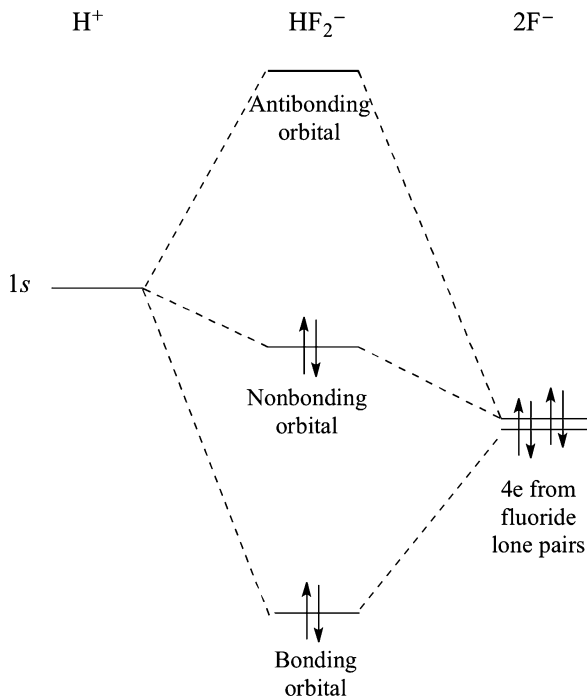 H⁺ HF₂⁻ 2F⁻
Antibonding
orbital
1s
Nonbonding
orbital
4e from
fluoride
lone pairs
Bonding
orbital